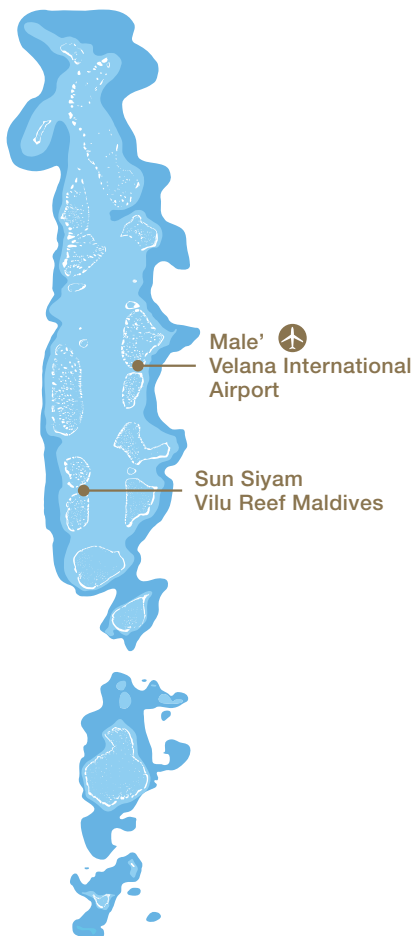 Male’
Velana International
Airport
Sun Siyam
Vilu Reef Maldives